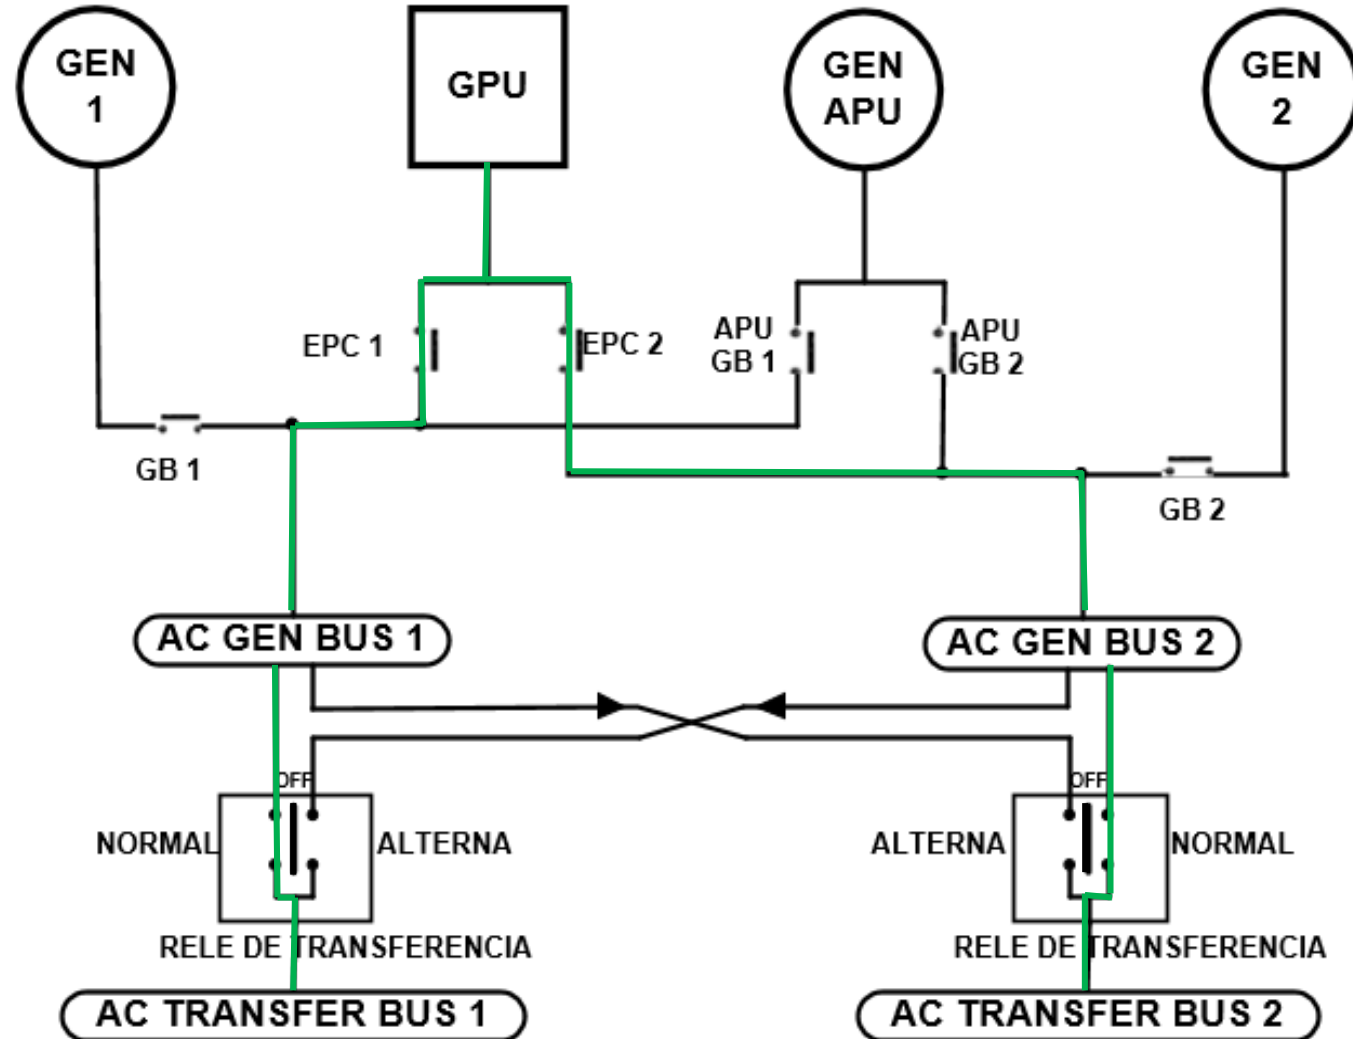 GEN
1
GPU
GEN
APU
GEN
2
EPC 1
EPC 2
APU
GB 1
APU
GB 2
GB 1
GB 2
AC GEN BUS 1
AC GEN BUS 2
OFF
NORMAL
ALTERNA
RELE DE TRANSFERENCIA
OFF
ALTERNA
NORMAL
RELE DE TRANSFERENCIA
AC TRANSFER BUS 1
AC TRANSFER BUS 2